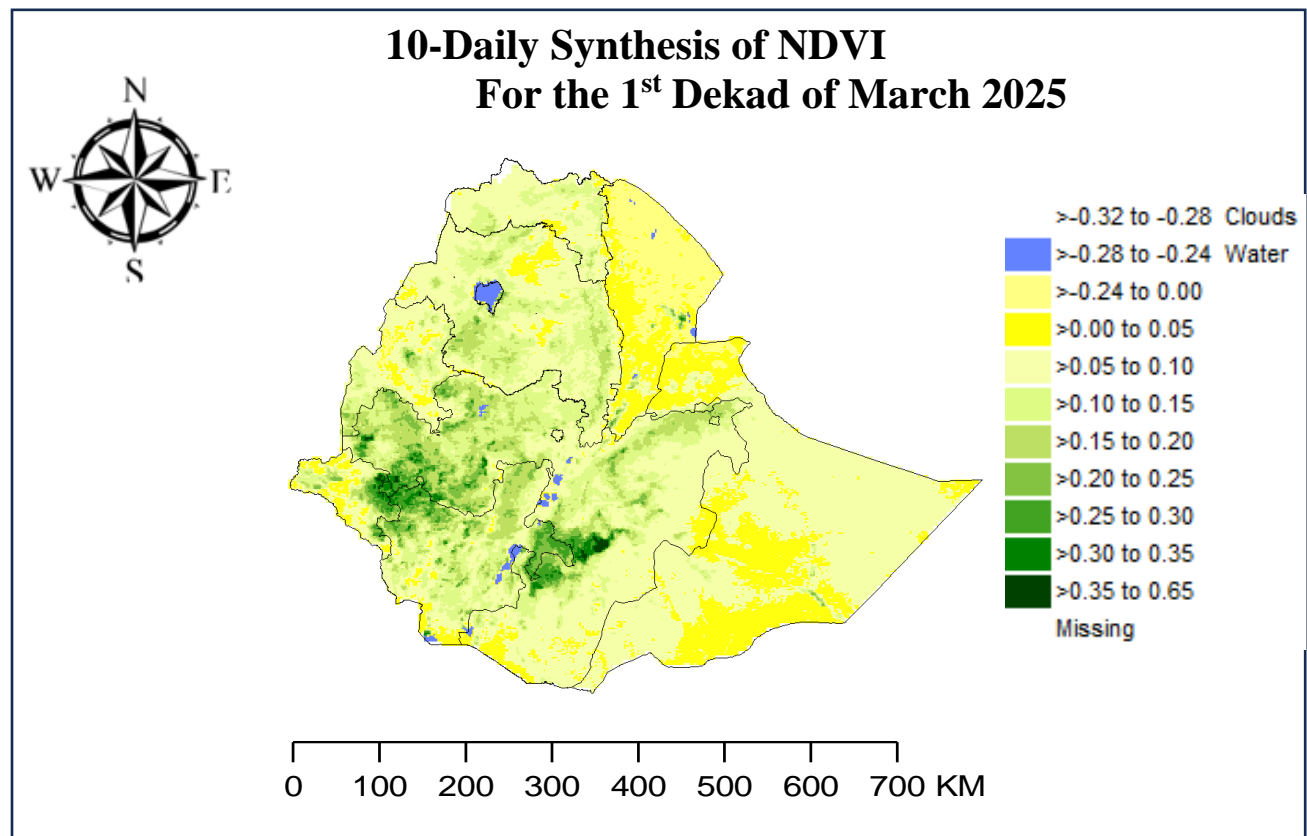 10-Daily Synthesis of NDVI
For the 1st Dekad of March 2025
N
W E
S
>-0.32 to -0.28 Clouds
>-0.28 to -0.24 Water
>-0.24 to 0.00
>0.00 to 0.05
>0.05 to 0.10
>0.10 to 0.15
>0.15 to 0.20
>0.20 to 0.25
>0.25 to 0.30
>0.30 to 0.35
>0.35 to 0.65
Missing
0 100 200 300 400 500 600 700 KM